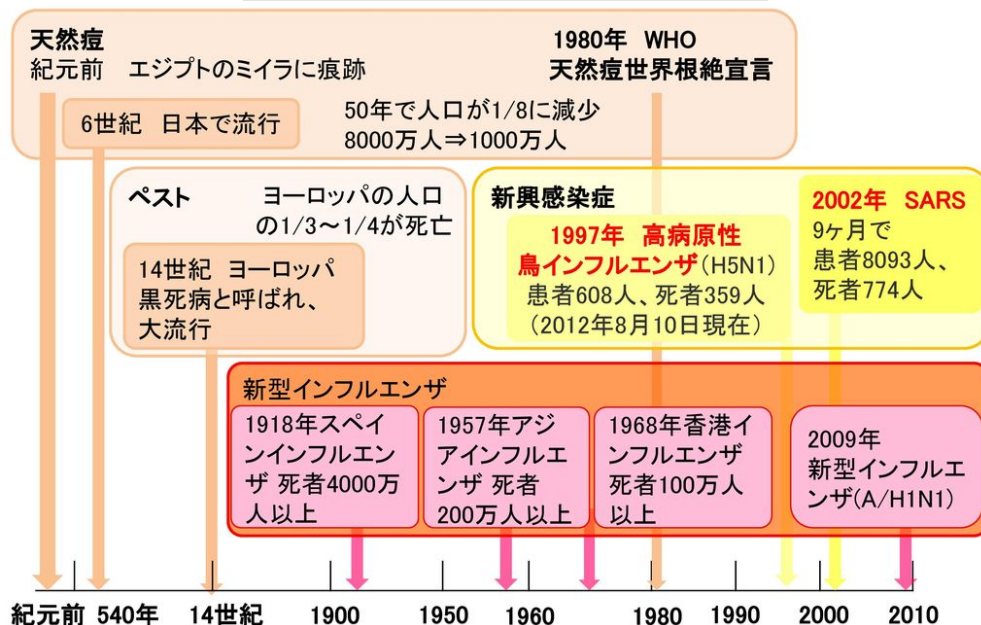 天然痘
紀元前　エジプトのミイラに痕跡
1980年 WHO
天然痘世界根絶宣言
6世紀　日本で流行
50年で人口が1/8に減少
8000万人⇒1000万人
ペスト
ヨーロッパの人口
の1/3～1/4が死亡
14世紀　ヨーロッパ
黒死病と呼ばれ、
大流行
新興感染症
1997年　高病原性
鳥インフルエンザ(H5N1)
患者608人、死者359人
(2012年8月10日現在)
2002年　SARS
9ヶ月で
患者8093人、
死者774人
新型インフルエンザ
1918年スペイ
ンインフルエン
ザ 死者4000万
人以上
1957年アジ
アインフルエ
ンザ 死者
200万人以上
1968年香港イ
ンフルエンザ
死者100万人
以上
2009年
新型インフルエ
ンザ(A/H1N1)
紀元前 540年 14世紀 1900 1950 1960 1980 1990 2000 2010